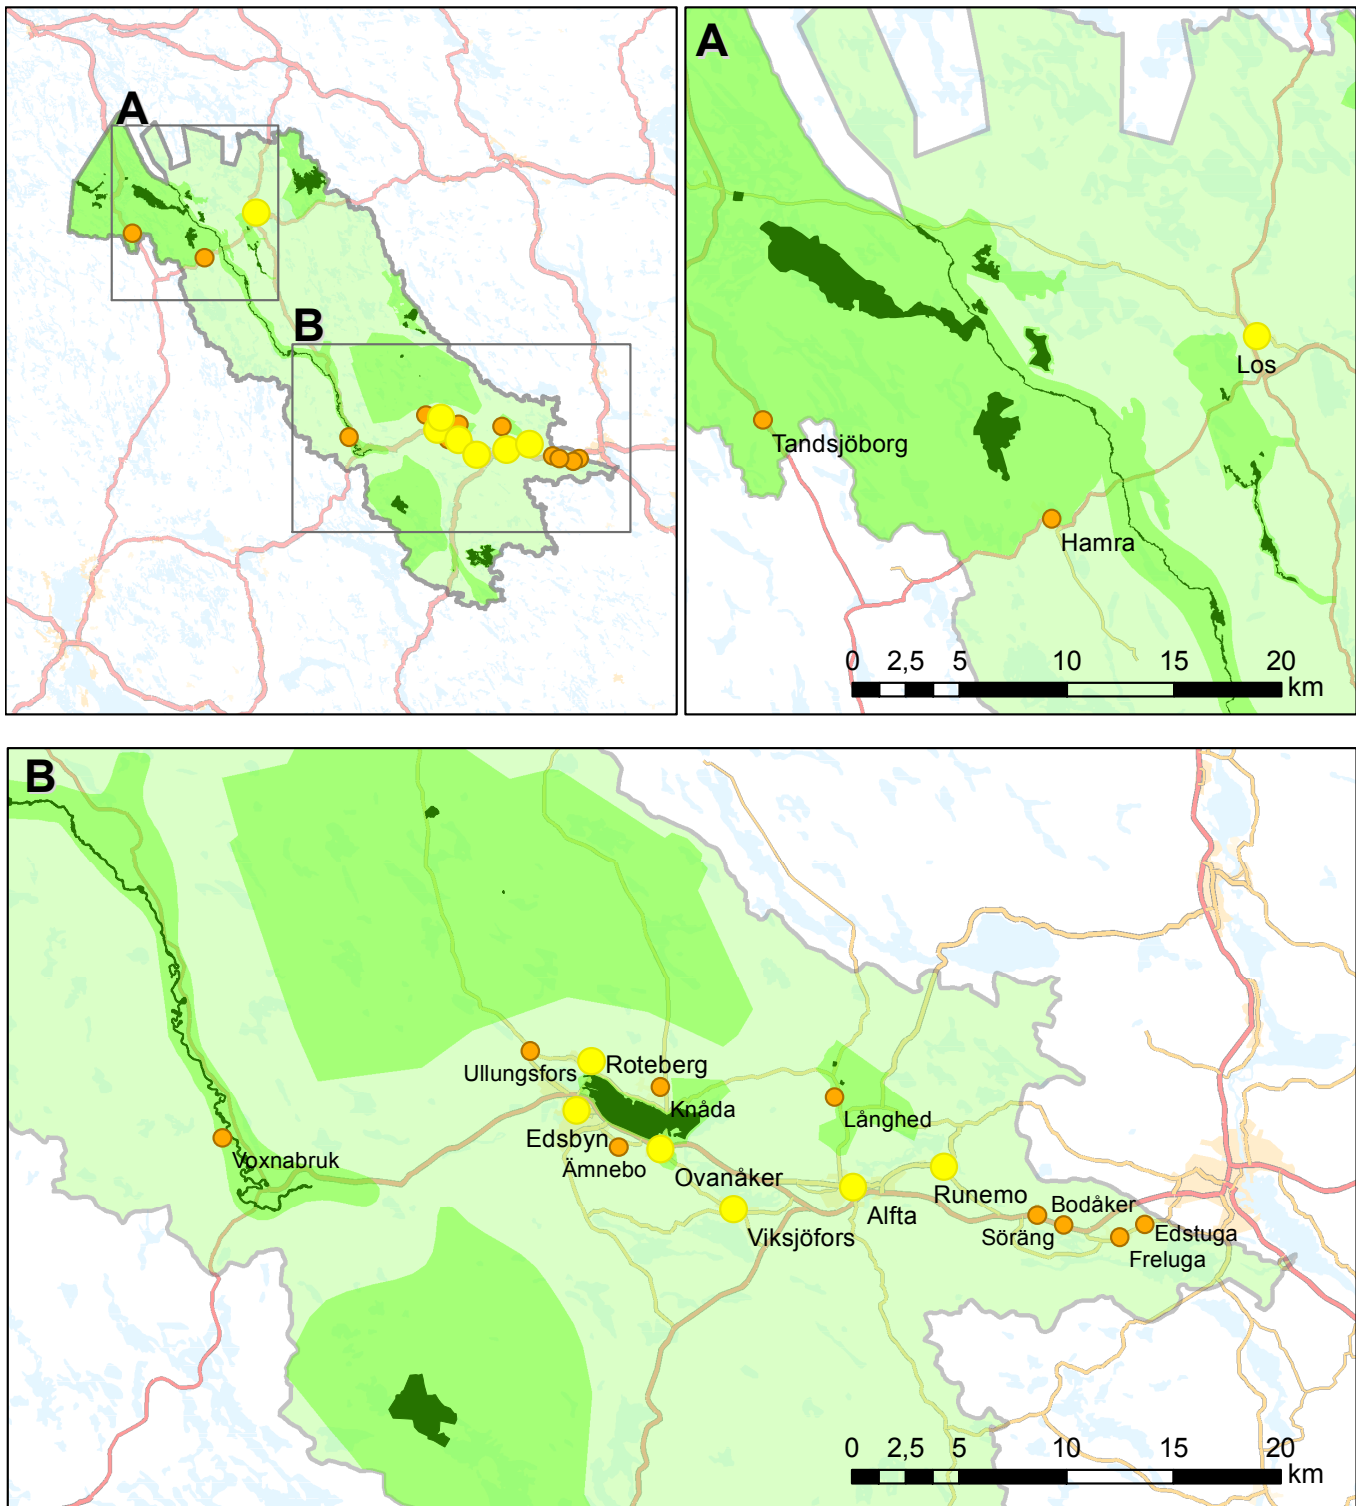 A
B
A
Los
Tandsjöborg
Hamra
0 2,5 5 10 15 20
km
B
Ullungsfors
Roteberg
Knåda
Långhed
Edsbyn
Ämnebo
Voxnabruk
Ovanåker
Runemo
Alfta
Viksjöfors
Bodåker
Söräng
Edstuga
Freluga
0 2,5 5 10 15 20
km